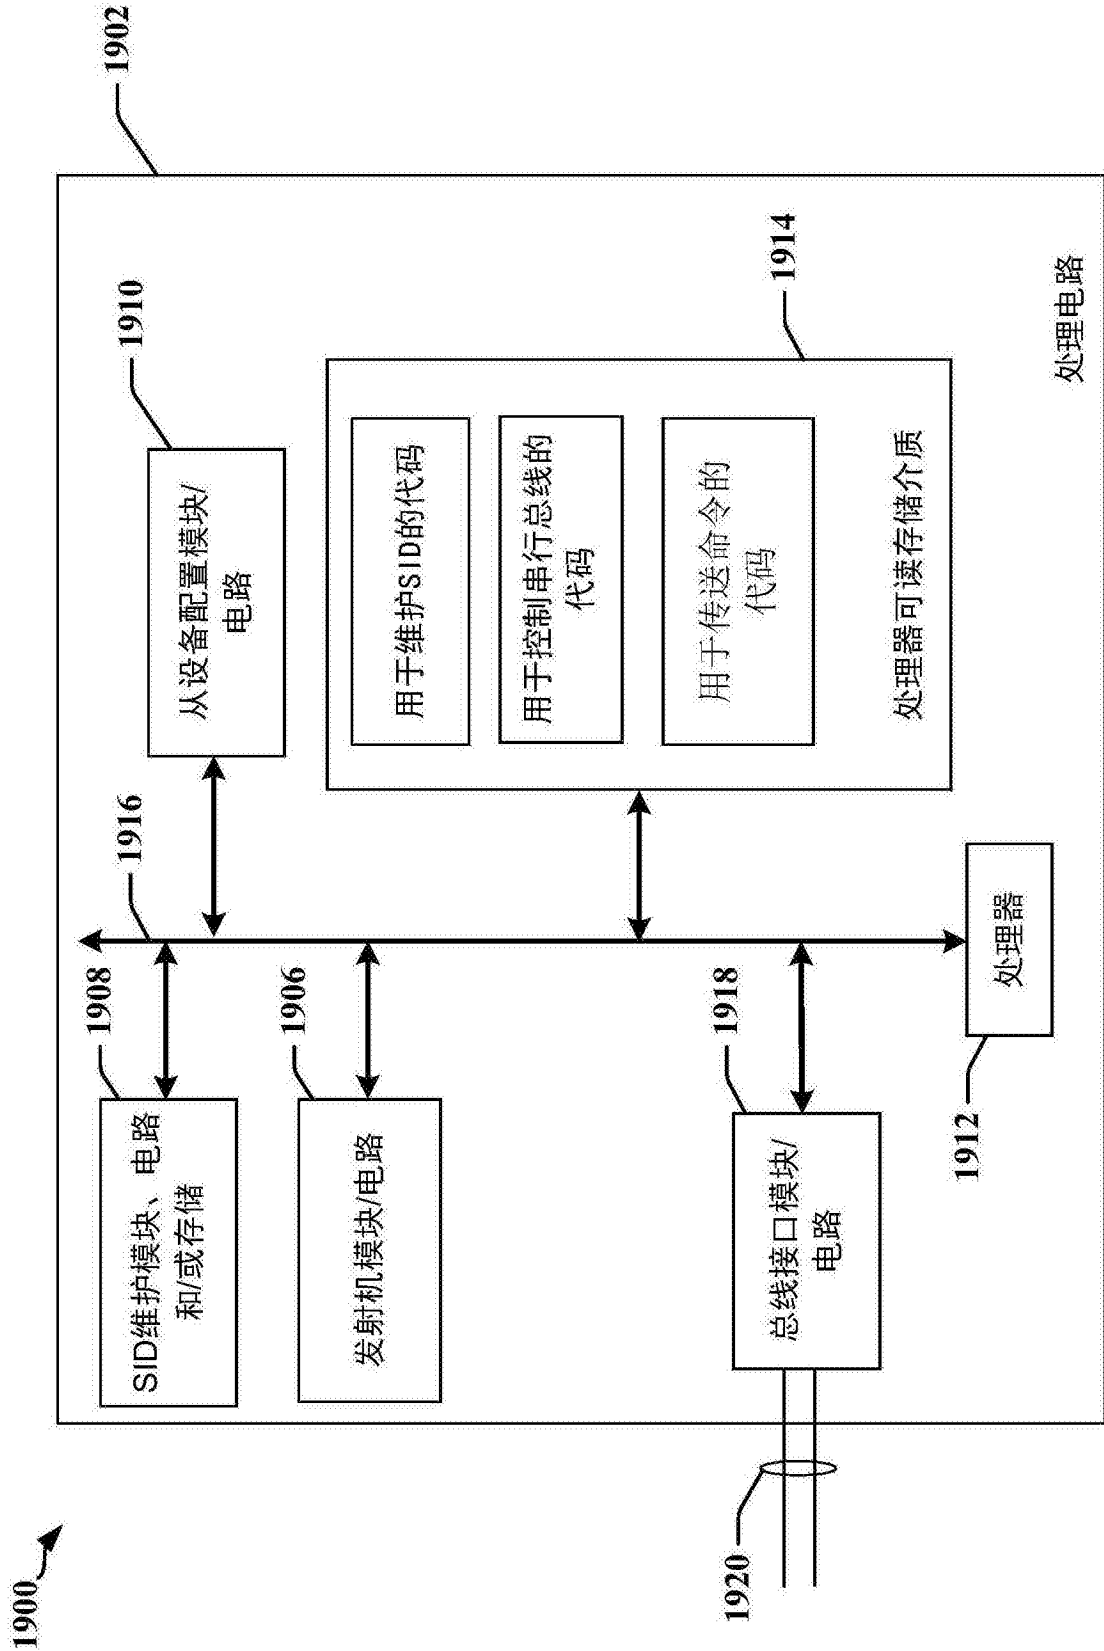 1900
1902
1908
SID维护模块、电路
和/或存储
1916
1910
从设备配置模块/
电路
1906
发射机模块/电路
1914
用于维护SID的代码
用于控制串行总线的
代码
用于传送命令的
代码
处理器可读存储介质
1918
总线接口模块/
电路
1920
1912
处理器
处理电路